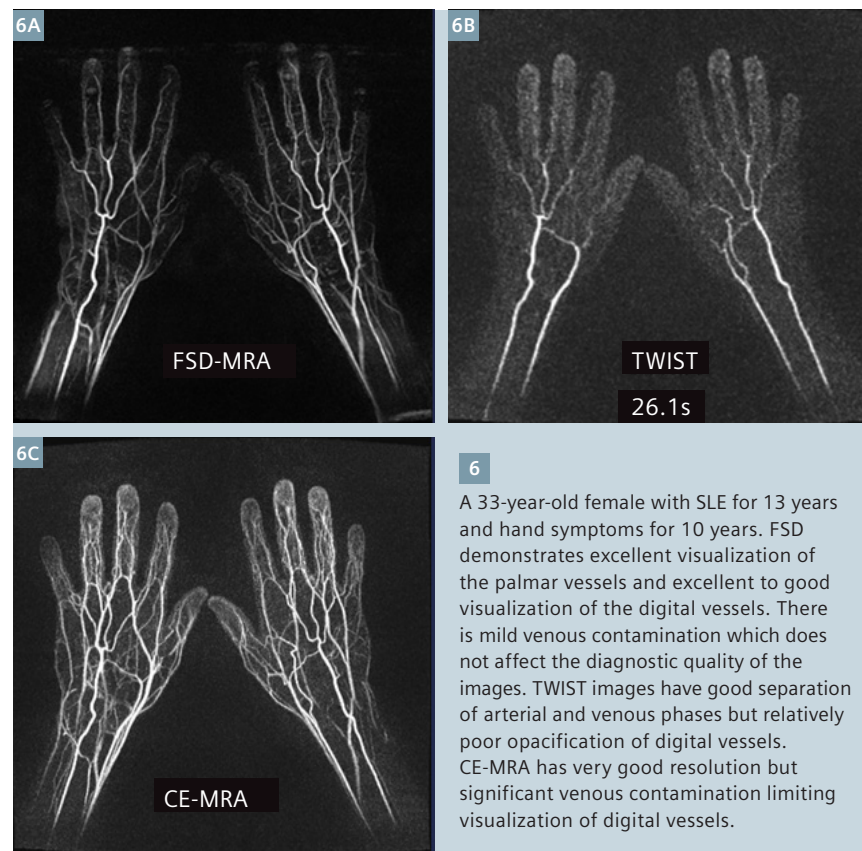 6A
FSD-MRA
6B
TWIST
26.1s
6C
CE-MRA
6
A 33-year-old female with SLE for 13 years
and hand symptoms for 10 years. FSD
demonstrates excellent visualization of
the palmar vessels and excellent to good
visualization of the digital vessels. There
is mild venous contamination which does
not affect the diagnostic quality of the
images. TWIST images have good separation
of arterial and venous phases but relatively
poor opacification of digital vessels.
CE-MRA has very good resolution but
significant venous contamination limiting
visualization of digital vessels.